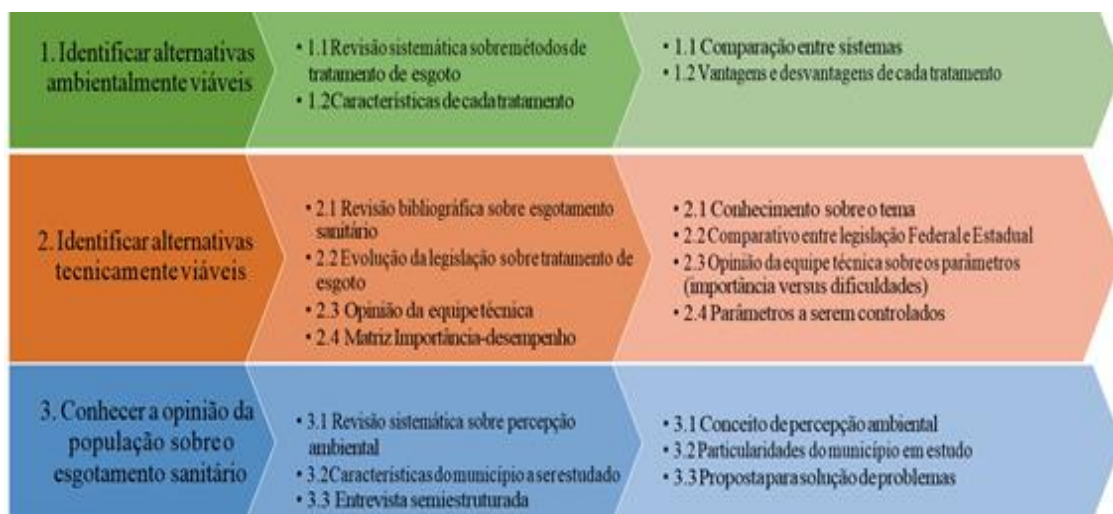 1. Identificar alternativas
ambientalmente viáveis
• 1.1 Revisão sistemática sobre métodos de
tratamento de esgoto
• 1.2 Características de cada tratamento
• 1.1 Comparação entre sistemas
• 1.2 Vantagens e desvantagens de cada tratamento
2. Identificar alternativas
tecnicamente viáveis
• 2.1 Revisão bibliográfica sobre esgotamento
sanitário
• 2.2 Evolução da legislação sobre tratamento de
esgoto
• 2.3 Opinião da equipe técnica
• 2.4 Matriz Importância-desempenho
• 2.1 Conhecimento sobre o tema
• 2.2 Comparativo entre legislação Federal e Estadual
• 2.3 Opinião da equipe técnica sobre os parâmetros
(importância versus dificuldades)
• 2.4 Parâmetros a serem controlados
3. Conhecer a opinião da
população sobre o
esgotamento sanitário
• 3.1 Revisão sistemática sobre percepção
ambiental
• 3.2 Características do município a ser estudado
• 3.3 Entrevista semiestruturada
• 3.1 Conceito de percepção ambiental
• 3.2 Particularidades do município em estudo
• 3.3 Proposta para solução de problemas